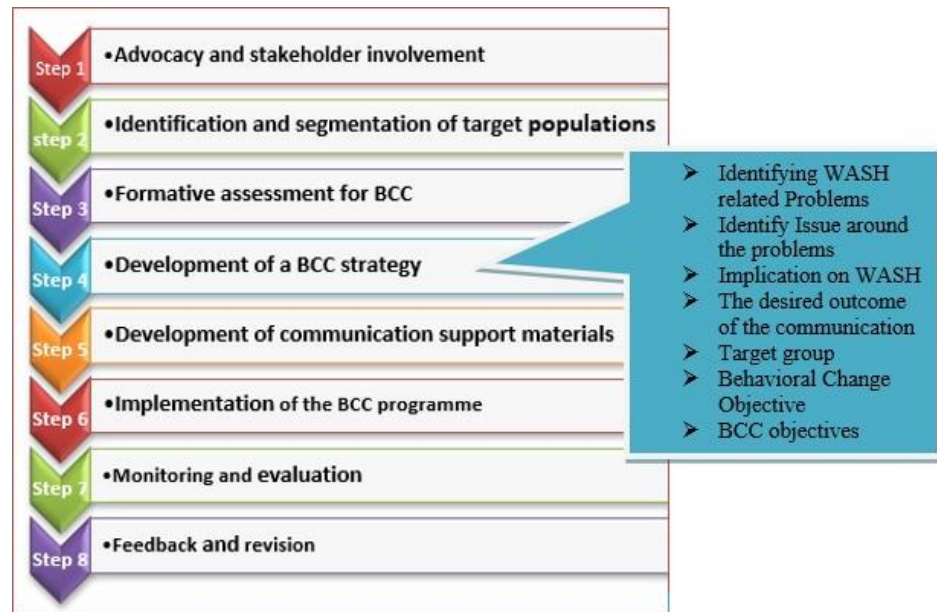 Step 1
•Advocacy and stakeholder involvement
step 2
•Identification and segmentation of target populations
Step 3
•Formative assessment for BCC
Step 4
•Development of a BCC strategy
Step 5
•Development of communication support materials
Step 6
•Implementation of the BCC programme
Step 7
•Monitoring and evaluation
Step 8
•Feedback and revision
➢ Identifying WASH
related Problems
➢ Identify Issue around
the problems
➢ Implication on WASH
➢ The desired outcome
of the communication
➢ Target group
➢ Behavioral Change
Objective
➢ BCC objectives